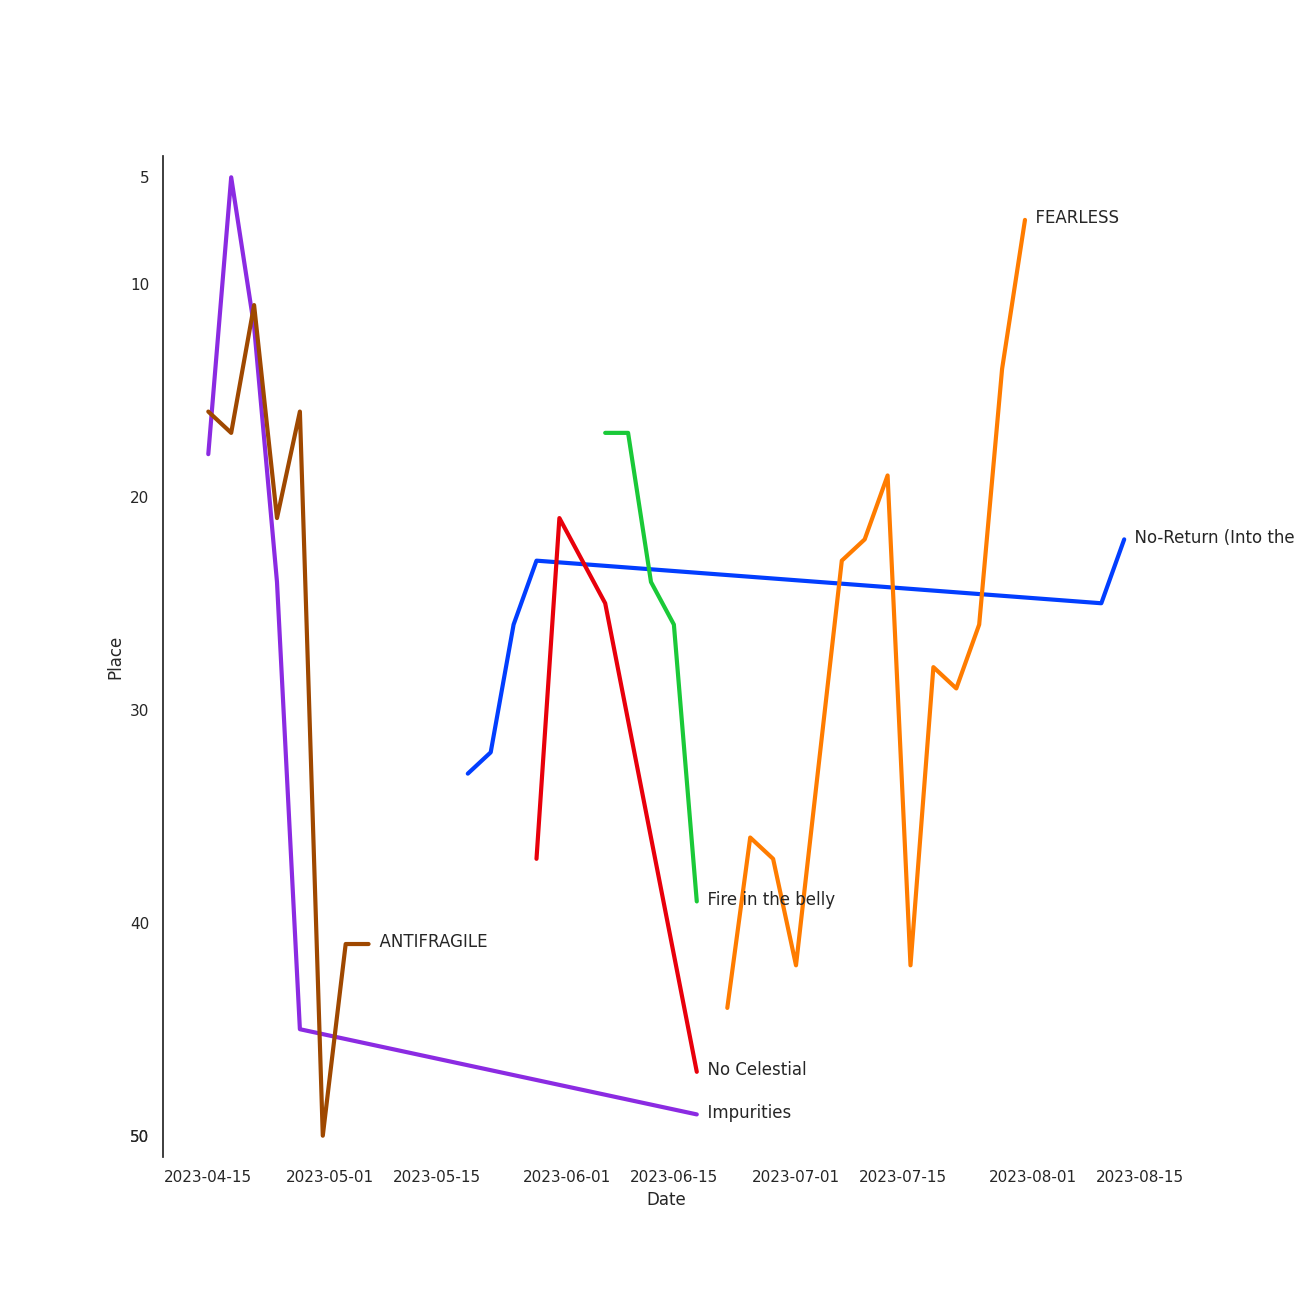 5
10
20
30
40
50
Place
FEARLESS
No-Return (Into the
Fire in the belly
ANTIFRAGILE
No Celestial
Impurities
2023-04-15 2023-05-01 2023-05-15 2023-06-01 2023-06-15 2023-07-01 2023-07-15 2023-08-01 2023-08-15
Date